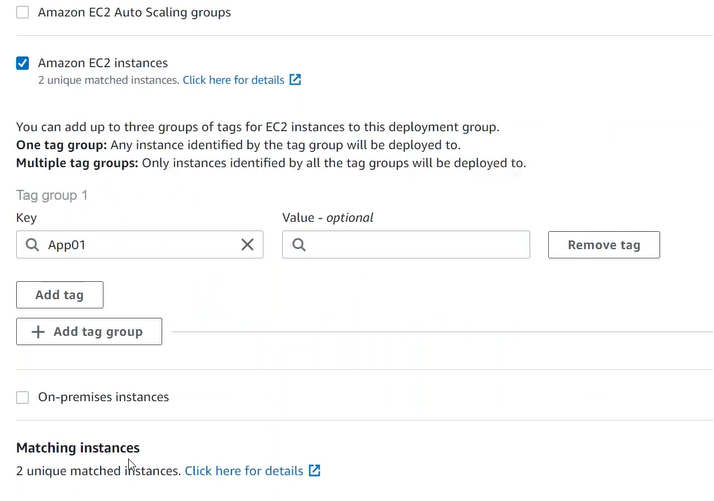 Amazon EC2 Auto Scaling groups
Amazon EC2 instances
2 unique matched instances. Click here for details
You can add up to three groups of tags for EC2 instances to this deployment group.
One tag group: Any instance identified by the tag group will be deployed to.
Multiple tag groups: Only instances identified by all the tag groups will be deployed to.
Tag group 1
Key
Value - optional
App01
Remove tag
Add tag
+ Add tag group
On-premises instances
Matching instances
2 unique matched instances. Click here for details